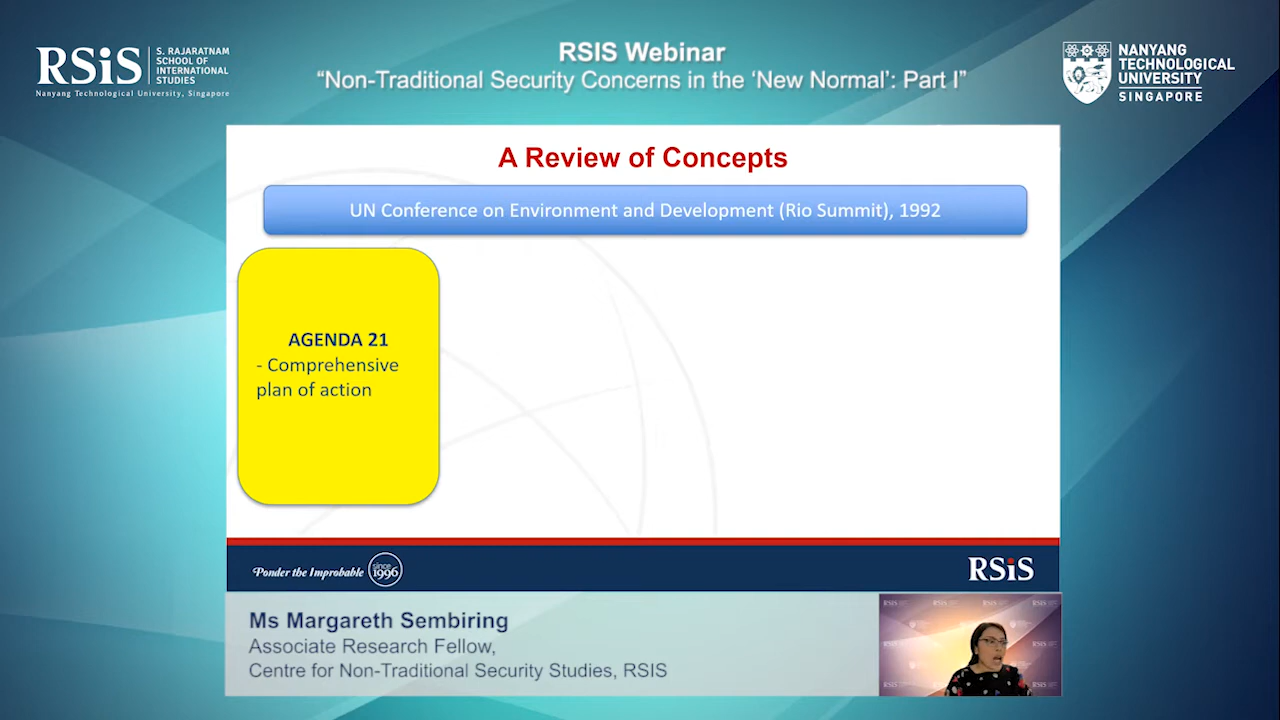 RSiS
S. RAJARATNAM
SCHOOL OF
INTERNATIONAL
STUDIES
Nanyang Technological University, Singapore
RSIS Webinar
“Non-Traditional Security Concerns in the ‘New Normal’: Part I”
NANYANG
TECHNOLOGICAL
UNIVERSITY
SINGAPORE
A Review of Concepts
UN Conference on Environment and Development (Rio Summit), 1992
AGENDA 21
- Comprehensive
plan of action
Ponder the Improbable
since
1996
RSiS
Ms Margareth Sembiring
Associate Research Fellow,
Centre for Non-Traditional Security Studies, RSIS